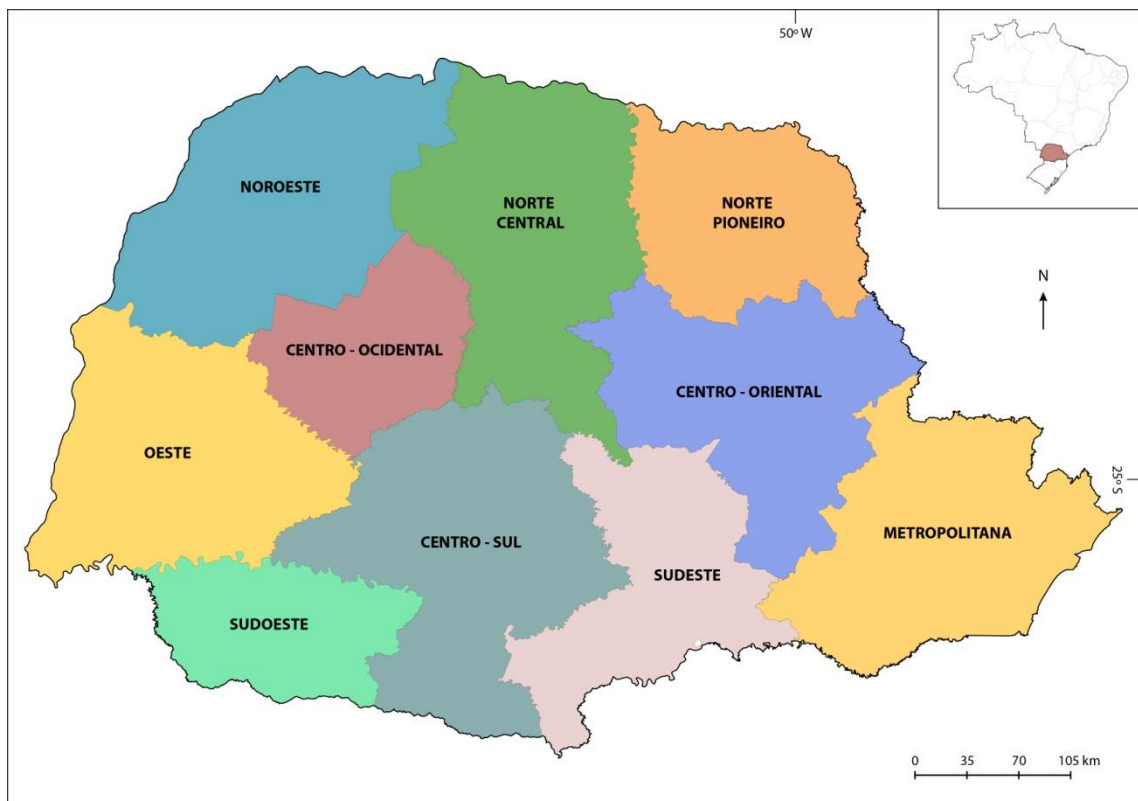 50º W
NOROESTE
NORTE
CENTRAL
NORTE
PIONEIRO
N
CENTRO - OCIDENTAL
CENTRO - ORIENTAL
OESTE
25º S
METROPOLITANA
CENTRO - SUL
SUDESTE
SUDOESTE
0 35 70 105 km